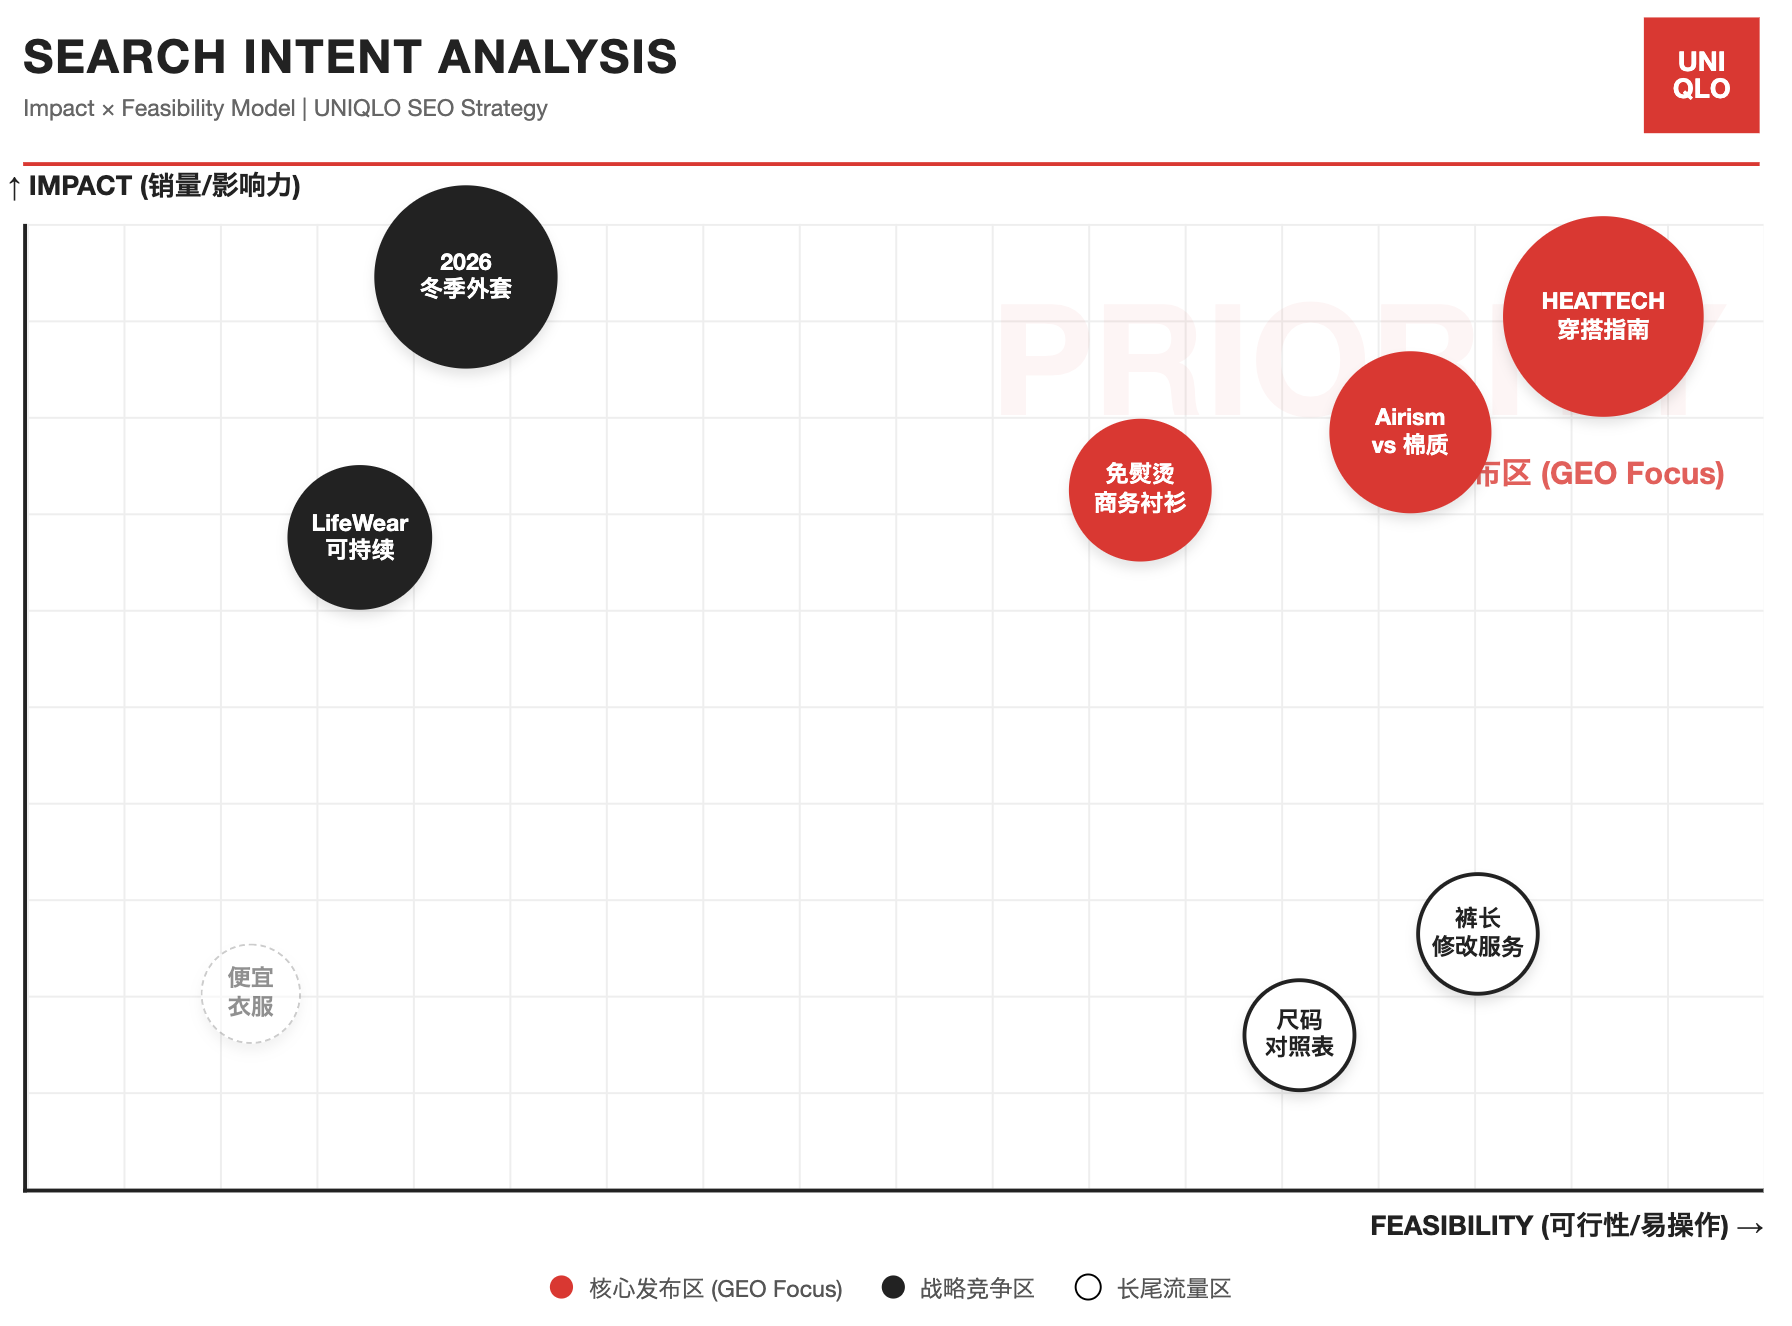 SEARCH INTENT ANALYSIS
Impact × Feasibility Model | UNIQLO SEO Strategy
UNI
QLO
↑ IMPACT (销量/影响力)
2026
冬季外套
HEATTECH
穿搭指南
Airism
vs 棉质
布区 (GEO Focus)
免熨烫
商务衬衫
LifeWear
可持续
裤长
修改服务
便宜
衣服
尺码
对照表
FEASIBILITY (可行性/易操作) →
核心发布区 (GEO Focus)
战略竞争区
长尾流量区